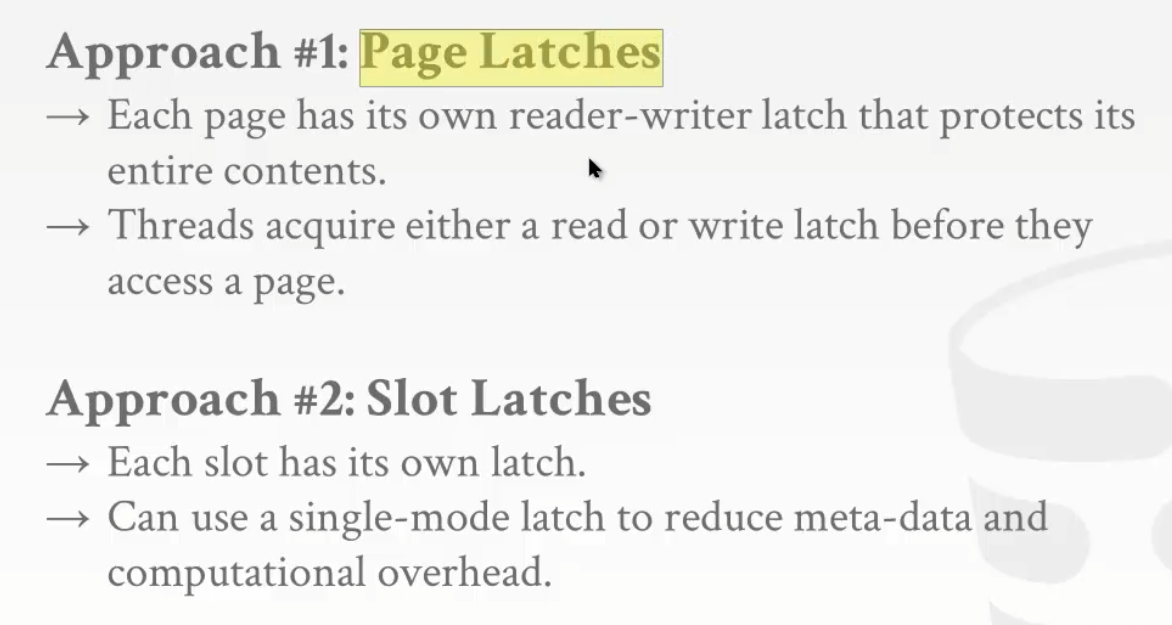 Approach #1: Page Latches
→ Each page has its own reader-writer latch that protects its
entire contents.
→ Threads acquire either a read or write latch before they
access a page.
Approach #2: Slot Latches
→ Each slot has its own latch.
→ Can use a single-mode latch to reduce meta-data and
computational overhead.